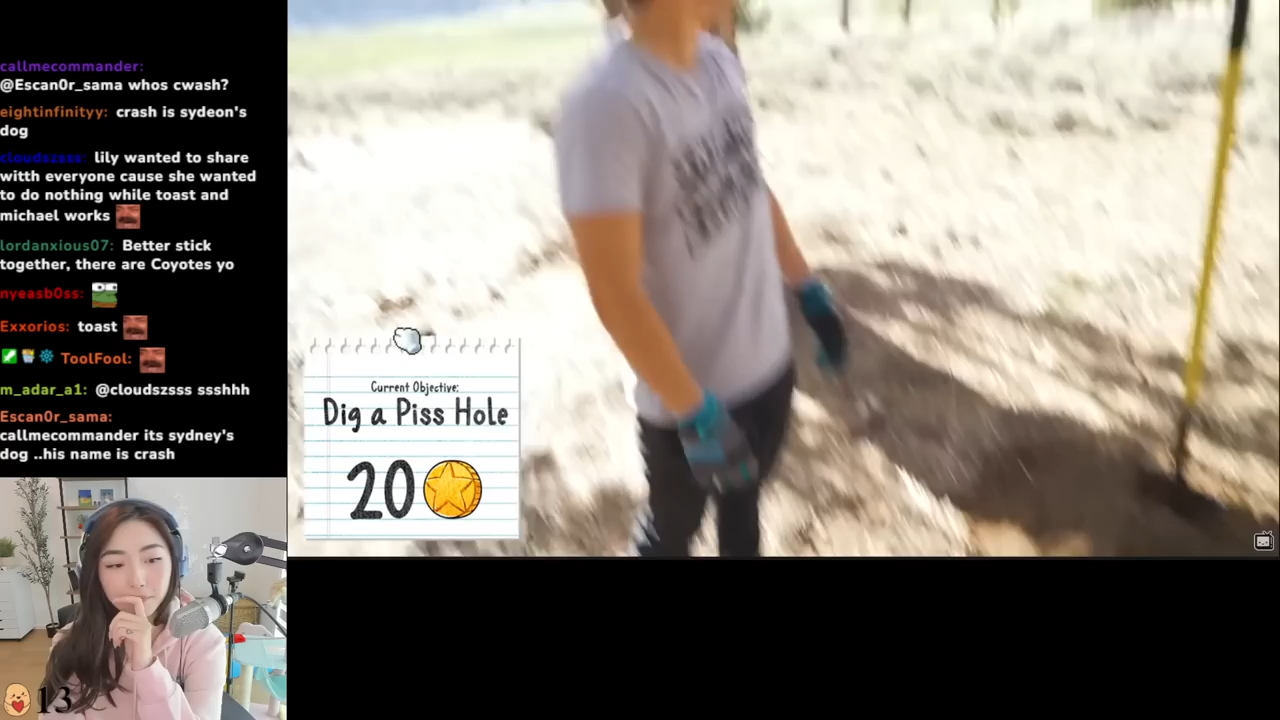 callmecommander:
@Escan0r_sama whos cwash?
eightinfinityy: crash is sydeon's
dog
cloudszsss: lily wanted to share
witth everyone cause she wanted
to do nothing while toast and
michael works
lordanxious07: Better stick
together, there are Coyotes yo
nyeasb0ss:
Exxorios: toast
ToolFool:
m_adar_a1: @cloudszsss sssshhh
Escan0r_sama:
callmecommander its sydney's
dog ..his name is crash
Current Objective:
Dig a Piss Hole
20
13